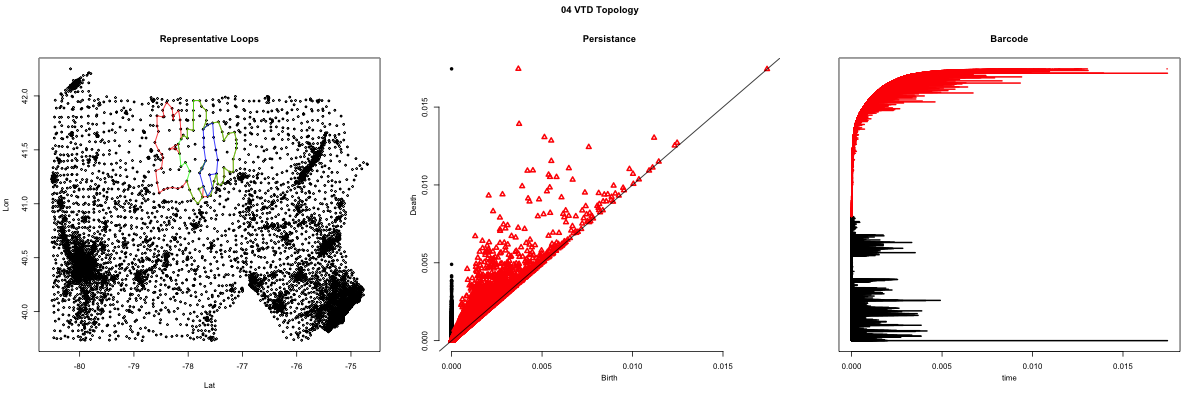 04 VTD Topology
Representative Loops
Persistance
Barcode
Lon
42.0
41.5
41.0
40.5
40.0
-80
-79
-78
-77
-76
-75
Lat
Death
0.015
0.010
0.005
0.000
0.000
0.005
0.010
0.015
Birth
0.000
0.005
0.010
0.015
time